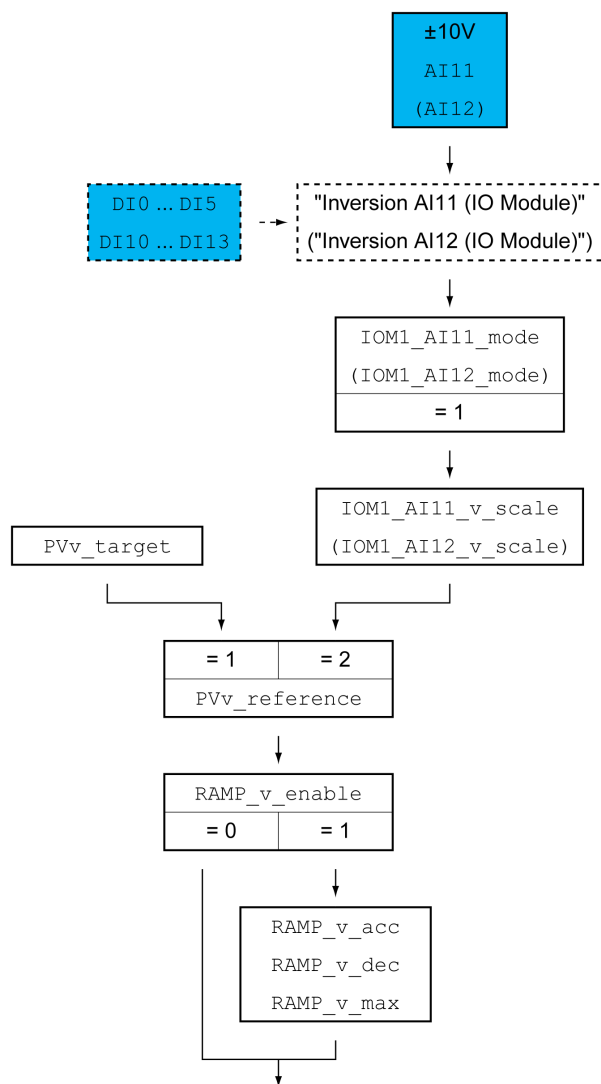 ±10V
AI11
(AI12)
DI0 ... DI5
DI10 ... DI13
"Inversion AI11 (IO Module)"
("Inversion AI12 (IO Module)")
IOM1_AI11_mode
(IOM1_AI12_mode)
= 1
IOM1_AI11_v_scale
(IOM1_AI12_v_scale)
PVv_target
= 1 = 2
PVv_reference
RAMP_v_enable
= 0 = 1
RAMP_v_acc
RAMP_v_dec
RAMP_v_max